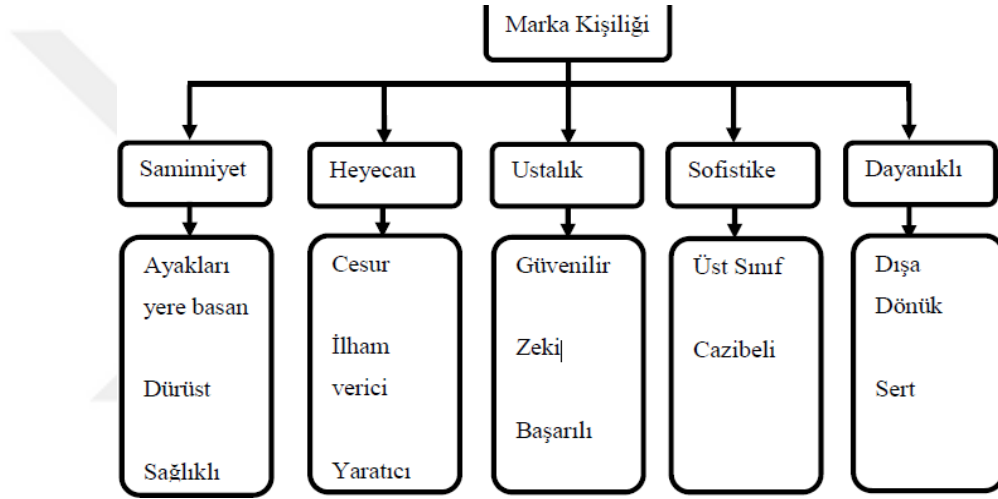 Marka Kişiliği
Samimiyet
Heyecan
Ustalık
Sofistike
Dayanıklı
Ayakları
yere basan
Dürüst
Sağlıklı
Cesur
İlham
verici
Yaratıcı
Güvenilir
Zeki
Başarılı
Üst Sınıf
Cazibeli
Dışa
Dönük
Sert